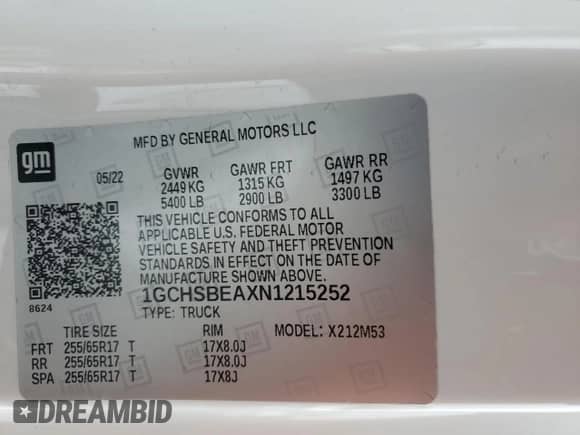 MFD BY GENERAL MOTORS LLC
gm
05/22 GVWR GAWR FRT GAWR RR
2449 KG 1315 KG 1497 KG
5400 LB 2900 LB 3300 LB
THIS VEHICLE CONFORMS TO ALL
APPLICABLE U.S. FEDERAL MOTOR
VEHICLE SAFETY AND THEFT PREVENTION
STANDARDS IN EFFECT ON THE DATE OF
MANUFACTURE SHOWN ABOVE.
8624 1GCHSBEAXN1215252
TYPE: TRUCK
TIRE SIZE RIM MODEL: X212M53
FRT 255/65R17 T 17X8.0J
RR 255/65R17 T 17X8.0J
SPA 255/65R17 T 17X8J
DREAMBID